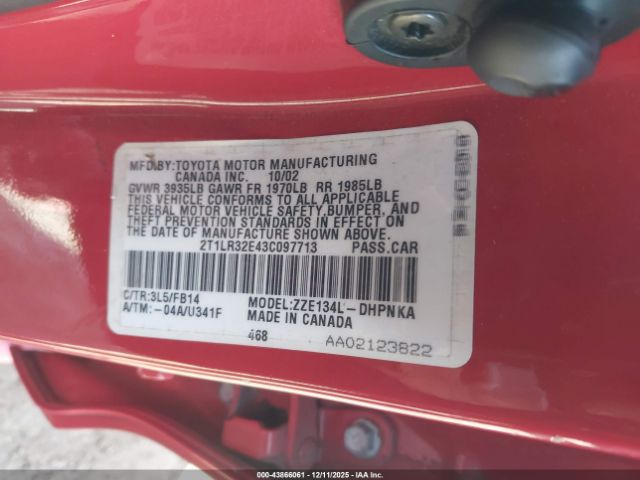 MFD.BY:TOYOTA MOTOR MANUFACTURING
CANADA INC. 10/02
GVWR 3935LB GAWR FR 1970LB RR 1985LB
THIS VEHICLE CONFORMS TO ALL APPLICABLE
FEDERAL MOTOR VEHICLE SAFETY,BUMPER, AND
THEFT PREVENTION STANDARDS IN EFFECT ON
THE DATE OF MANUFACTURE SHOWN ABOVE.
2T1LR32E43C097713 PASS.CAR
C/TR:3L5/FB14 MODEL:ZZE134L-DHPNKA
A/TM:-04A/U341F MADE IN CANADA
468 AA02123822
000-43866061 - 12/11/2025 - IAA Inc.